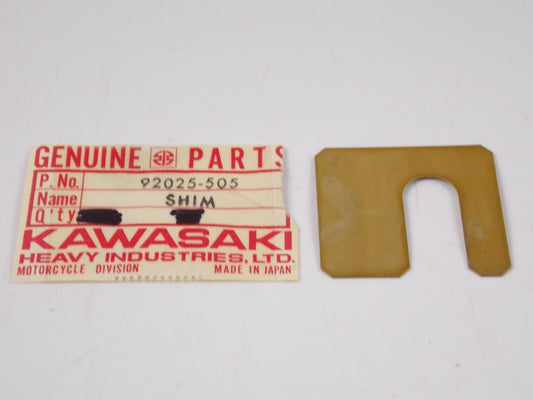 GENUINE PARTS
P. No. 92025-505
Name SHIM
Q'ty
KAWASAKI
HEAVY INDUSTRIES, LTD.
MOTORCYCLE DIVISION MADE IN JAPAN